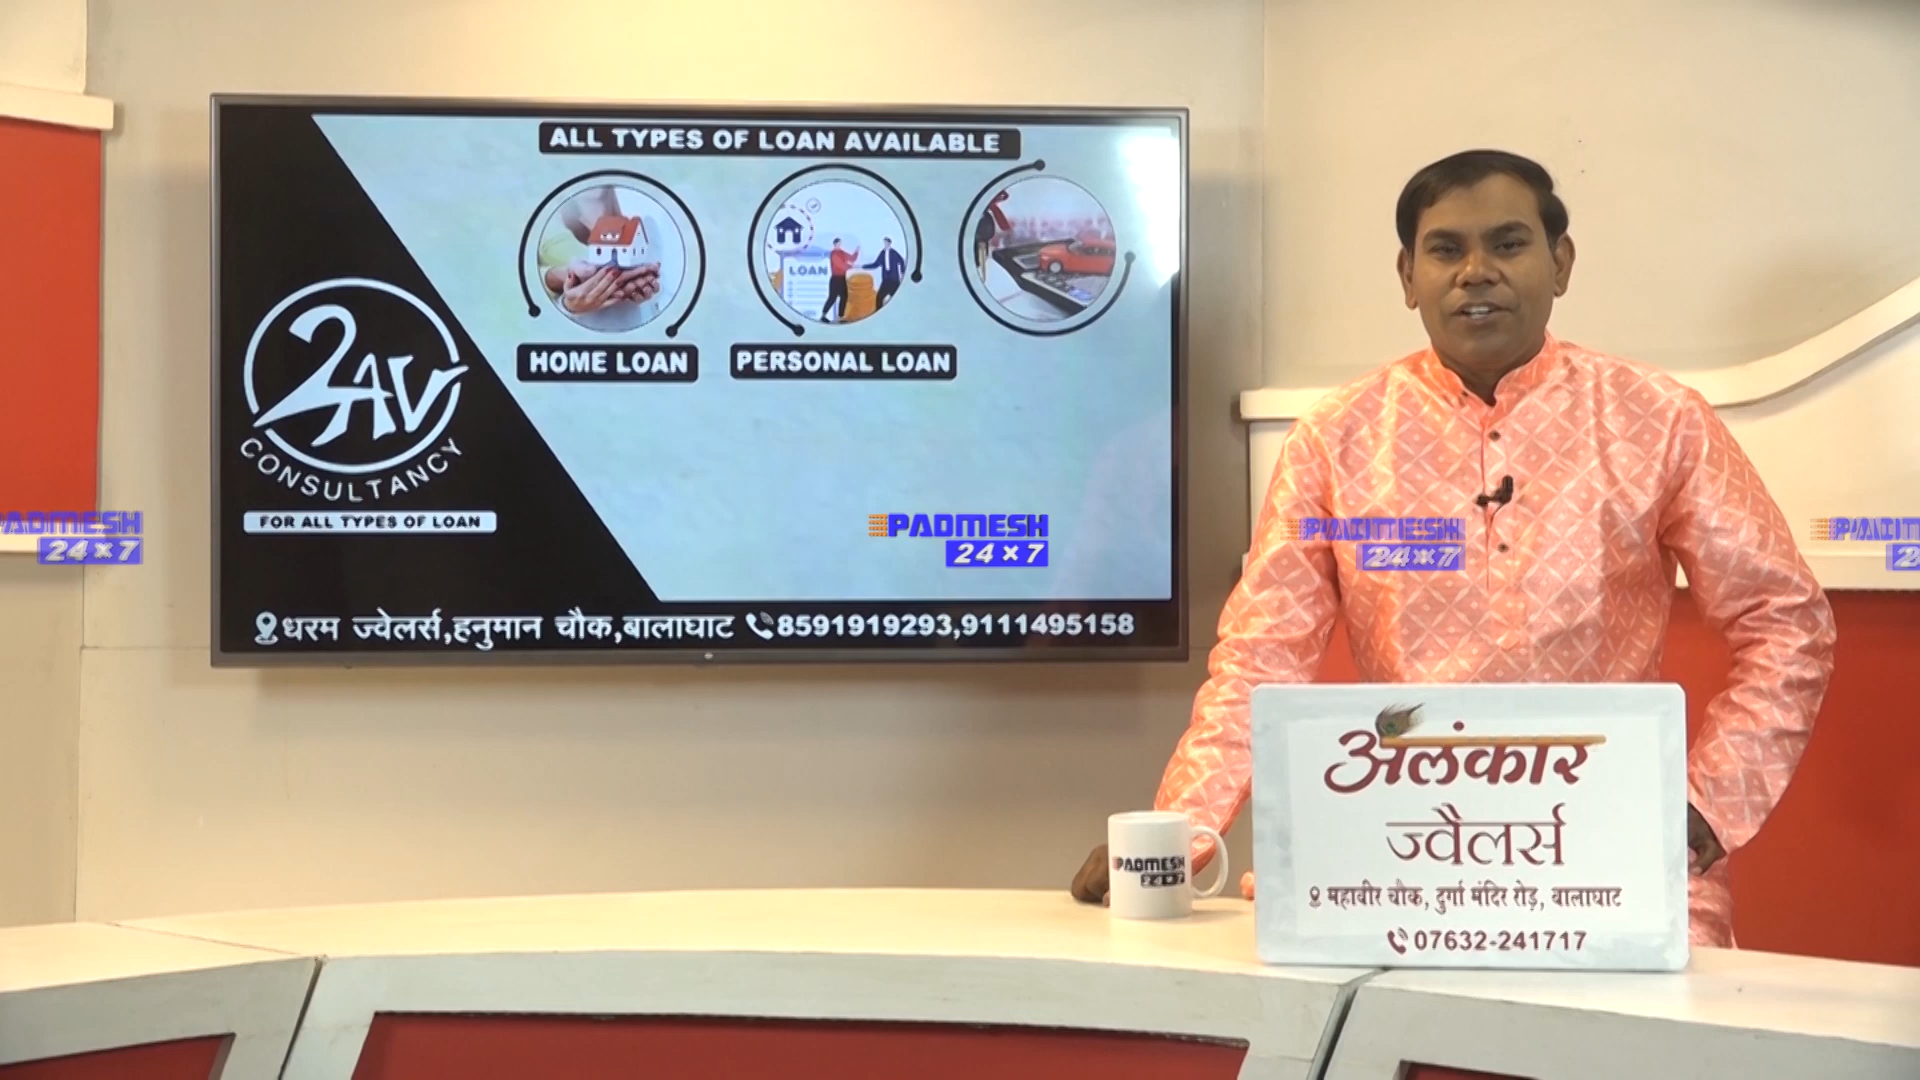 ALL TYPES OF LOAN AVAILABLE
LOAN
HOME LOAN
PERSONAL LOAN
2AV
CONSULTANCY
FOR ALL TYPES OF LOAN
धरम ज्वेलर्स,हनुमान चौक,बालाघाट 8591919293,9111495158
PADMESH
24×7
PADMESH
24×7
PADMESH
24×7
PADMESH
24×7
अलंकार
ज्वैलर्स
महाबीर चौक, दुर्गा मंदिर रोड़, बालाघाट
07632-241717